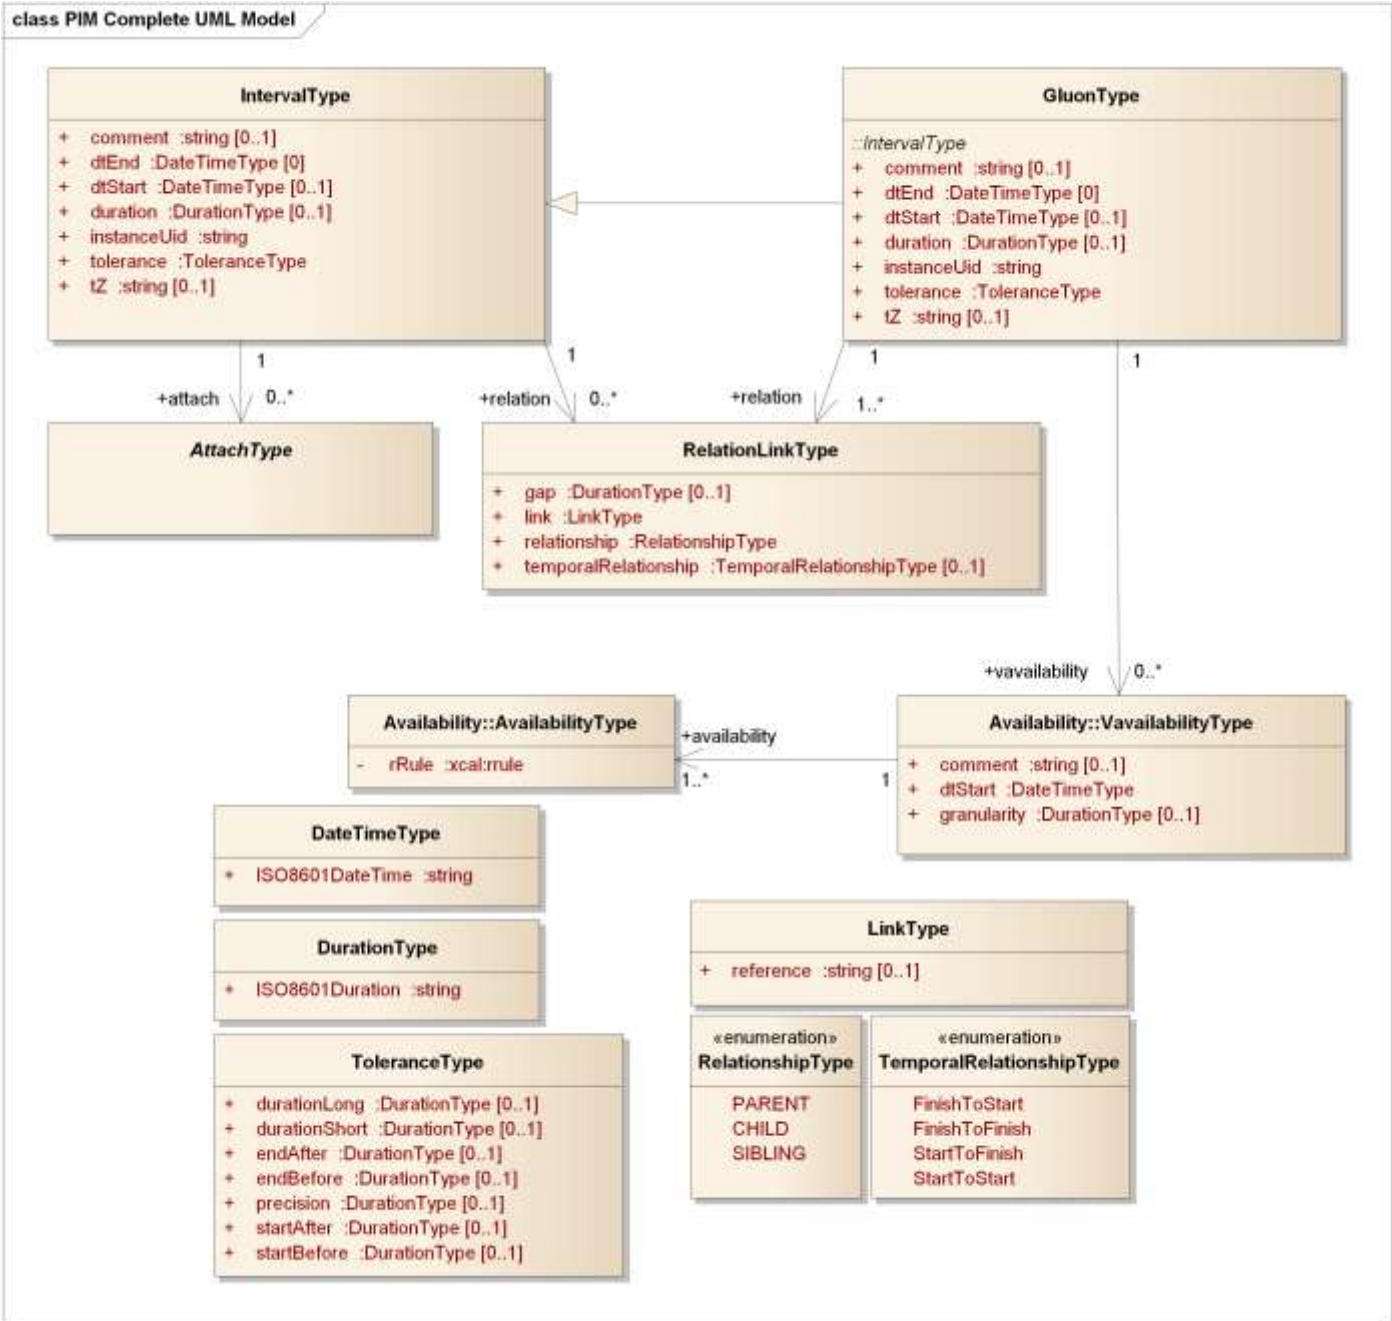 class PIM Complete UML Model
IntervalType
+ comment :string [0..1]
+ dtEnd :DateTimeType [0]
+ dtStart :DateTimeType [0..1]
+ duration :DurationType [0..1]
+ instanceUid :string
+ tolerance :ToleranceType
+ tZ :string [0..1]
GluonType
::IntervalType
+ comment :string [0..1]
+ dtEnd :DateTimeType [0]
+ dtStart :DateTimeType [0..1]
+ duration :DurationType [0..1]
+ instanceUid :string
+ tolerance :ToleranceType
+ tZ :string [0..1]
1
+attach
0..*
1
+relation
0..*
1
+relation
1..*
1
AttachType
RelationLinkType
+ gap :DurationType [0..1]
+ link :LinkType
+ relationship :RelationshipType
+ temporalRelationship :TemporalRelationshipType [0..1]
+vavailability
0..*
Availability::AvailabilityType
- rRule :xcal:rrule
+availability
1..*
1
Availability::VavailabilityType
+ comment :string [0..1]
+ dtStart :DateTimeType
+ granularity :DurationType [0..1]
DateTimeType
+ ISO8601DateTime :string
DurationType
+ ISO8601Duration :string
ToleranceType
+ durationLong :DurationType [0..1]
+ durationShort :DurationType [0..1]
+ endAfter :DurationType [0..1]
+ endBefore :DurationType [0..1]
+ precision :DurationType [0..1]
+ startAfter :DurationType [0..1]
+ startBefore :DurationType [0..1]
LinkType
+ reference :string [0..1]
«enumeration»
RelationshipType
PARENT
CHILD
SIBLING
«enumeration»
TemporalRelationshipType
FinishToStart
FinishToFinish
StartToFinish
StartToStart